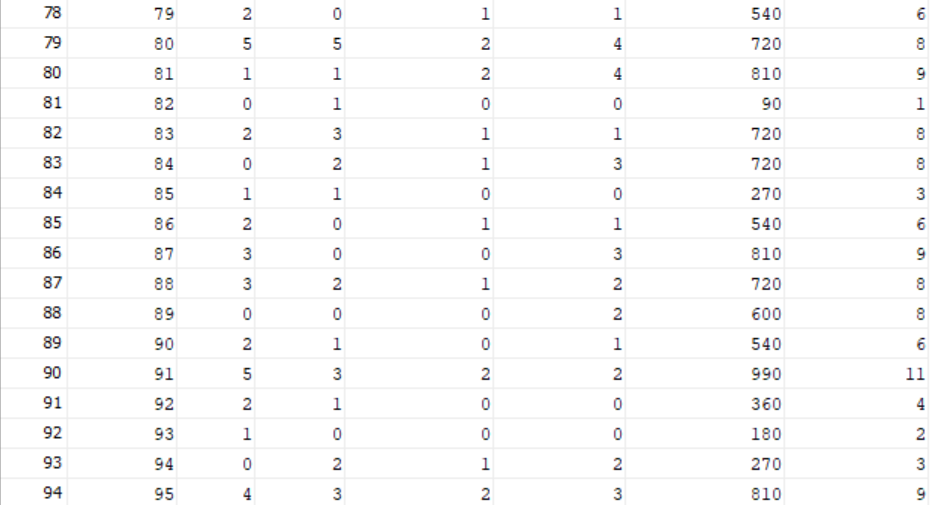 78 79 2 0 1 1 540 6
79 80 5 5 2 4 720 8
80 81 1 1 2 4 810 9
81 82 0 1 0 0 90 1
82 83 2 3 1 1 720 8
83 84 0 2 1 3 720 8
84 85 1 1 0 0 270 3
85 86 2 0 1 1 540 6
86 87 3 0 0 3 810 9
87 88 3 2 1 2 720 8
88 89 0 0 0 2 600 8
89 90 2 1 0 1 540 6
90 91 5 3 2 2 990 11
91 92 2 1 0 0 360 4
92 93 1 0 0 0 180 2
93 94 0 2 1 2 270 3
94 95 4 3 2 3 810 9